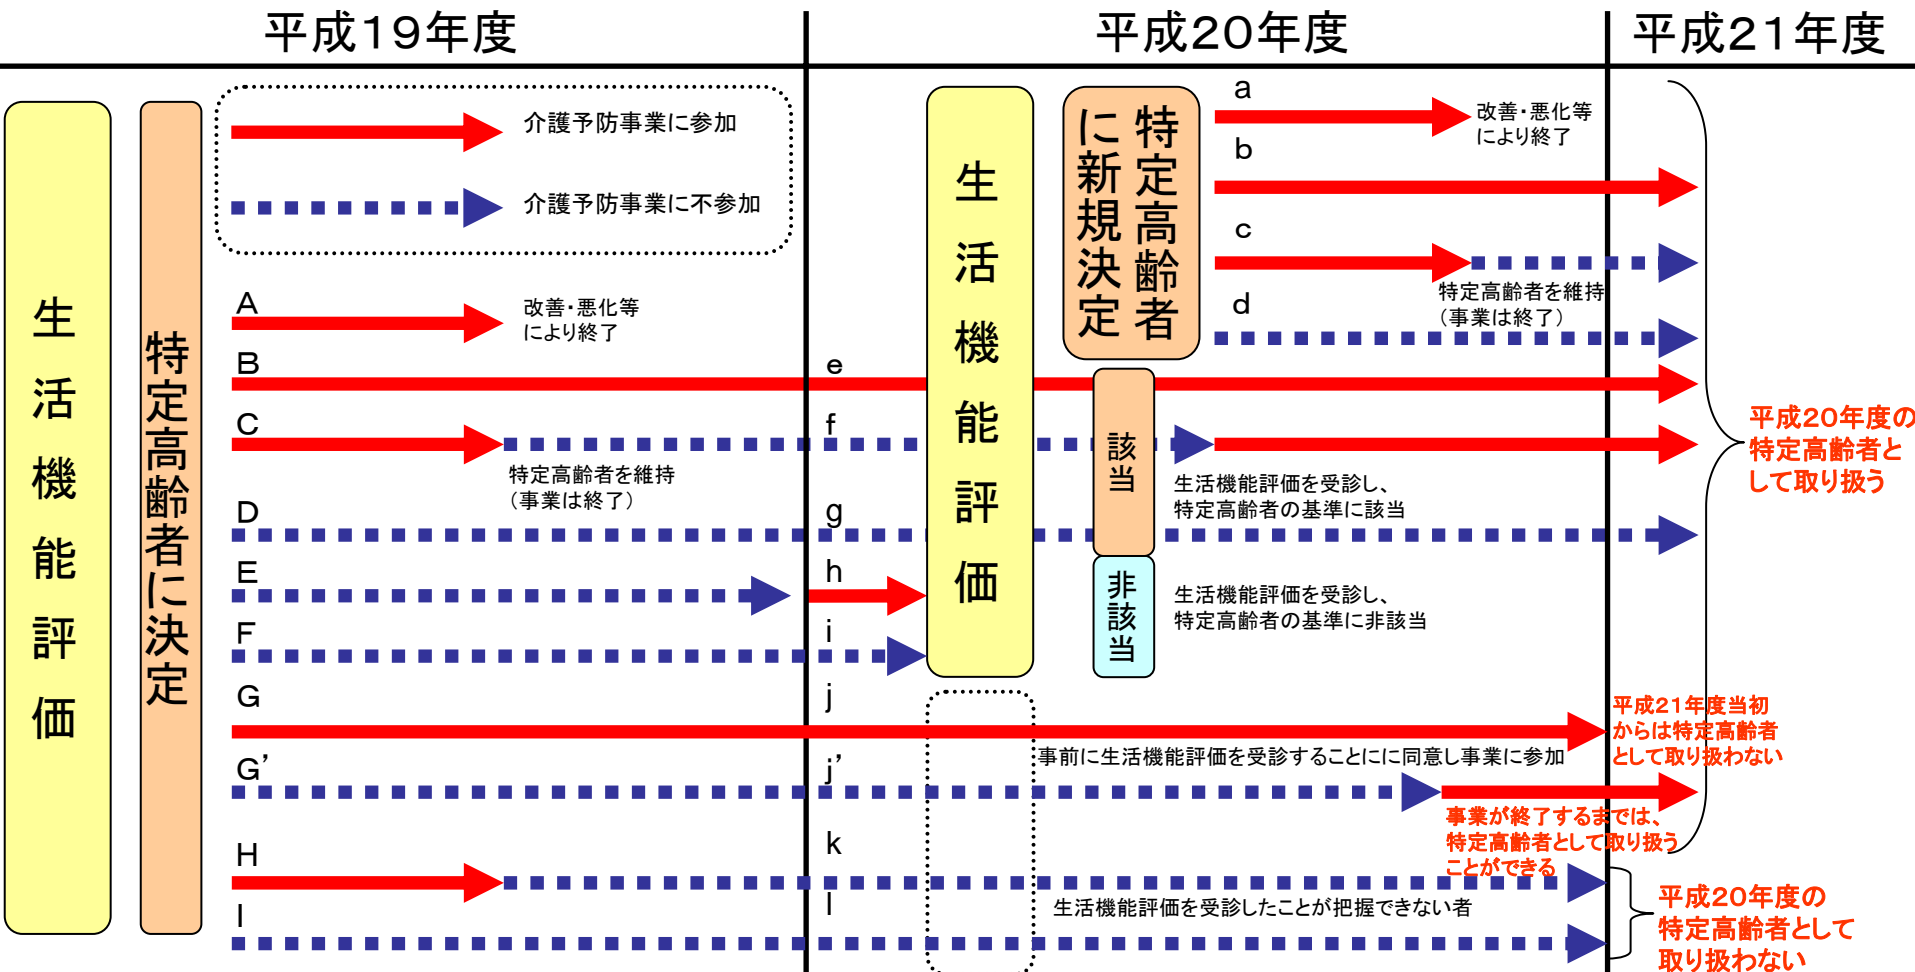 平成19年度
平成20年度
平成21年度
生活機能評価
特定高齢者に決定
介護予防事業に参加
介護予防事業に不参加
A
改善・悪化等
により終了
B
C
特定高齢者を維持
(事業は終了)
D
E
F
G
G’
H
I
生活機能評価
特定高齢者
に新規決定
a
改善・悪化等
により終了
b
c
特定高齢者を維持
(事業は終了)
d
e
f
該当
生活機能評価を受診し、
特定高齢者の基準に該当
g
h
非該当
生活機能評価を受診し、
特定高齢者の基準に非該当
i
j
事前に生活機能評価を受診することにに同意し事業に参加
j’
k
l
生活機能評価を受診したことが把握できない者
平成20年度の
特定高齢者と
して取り扱う
平成21年度当初
からは特定高齢者
として取り扱わない
事業が終了するまでは、
特定高齢者として取り扱う
ことができる
平成20年度の
特定高齢者として
取り扱わない